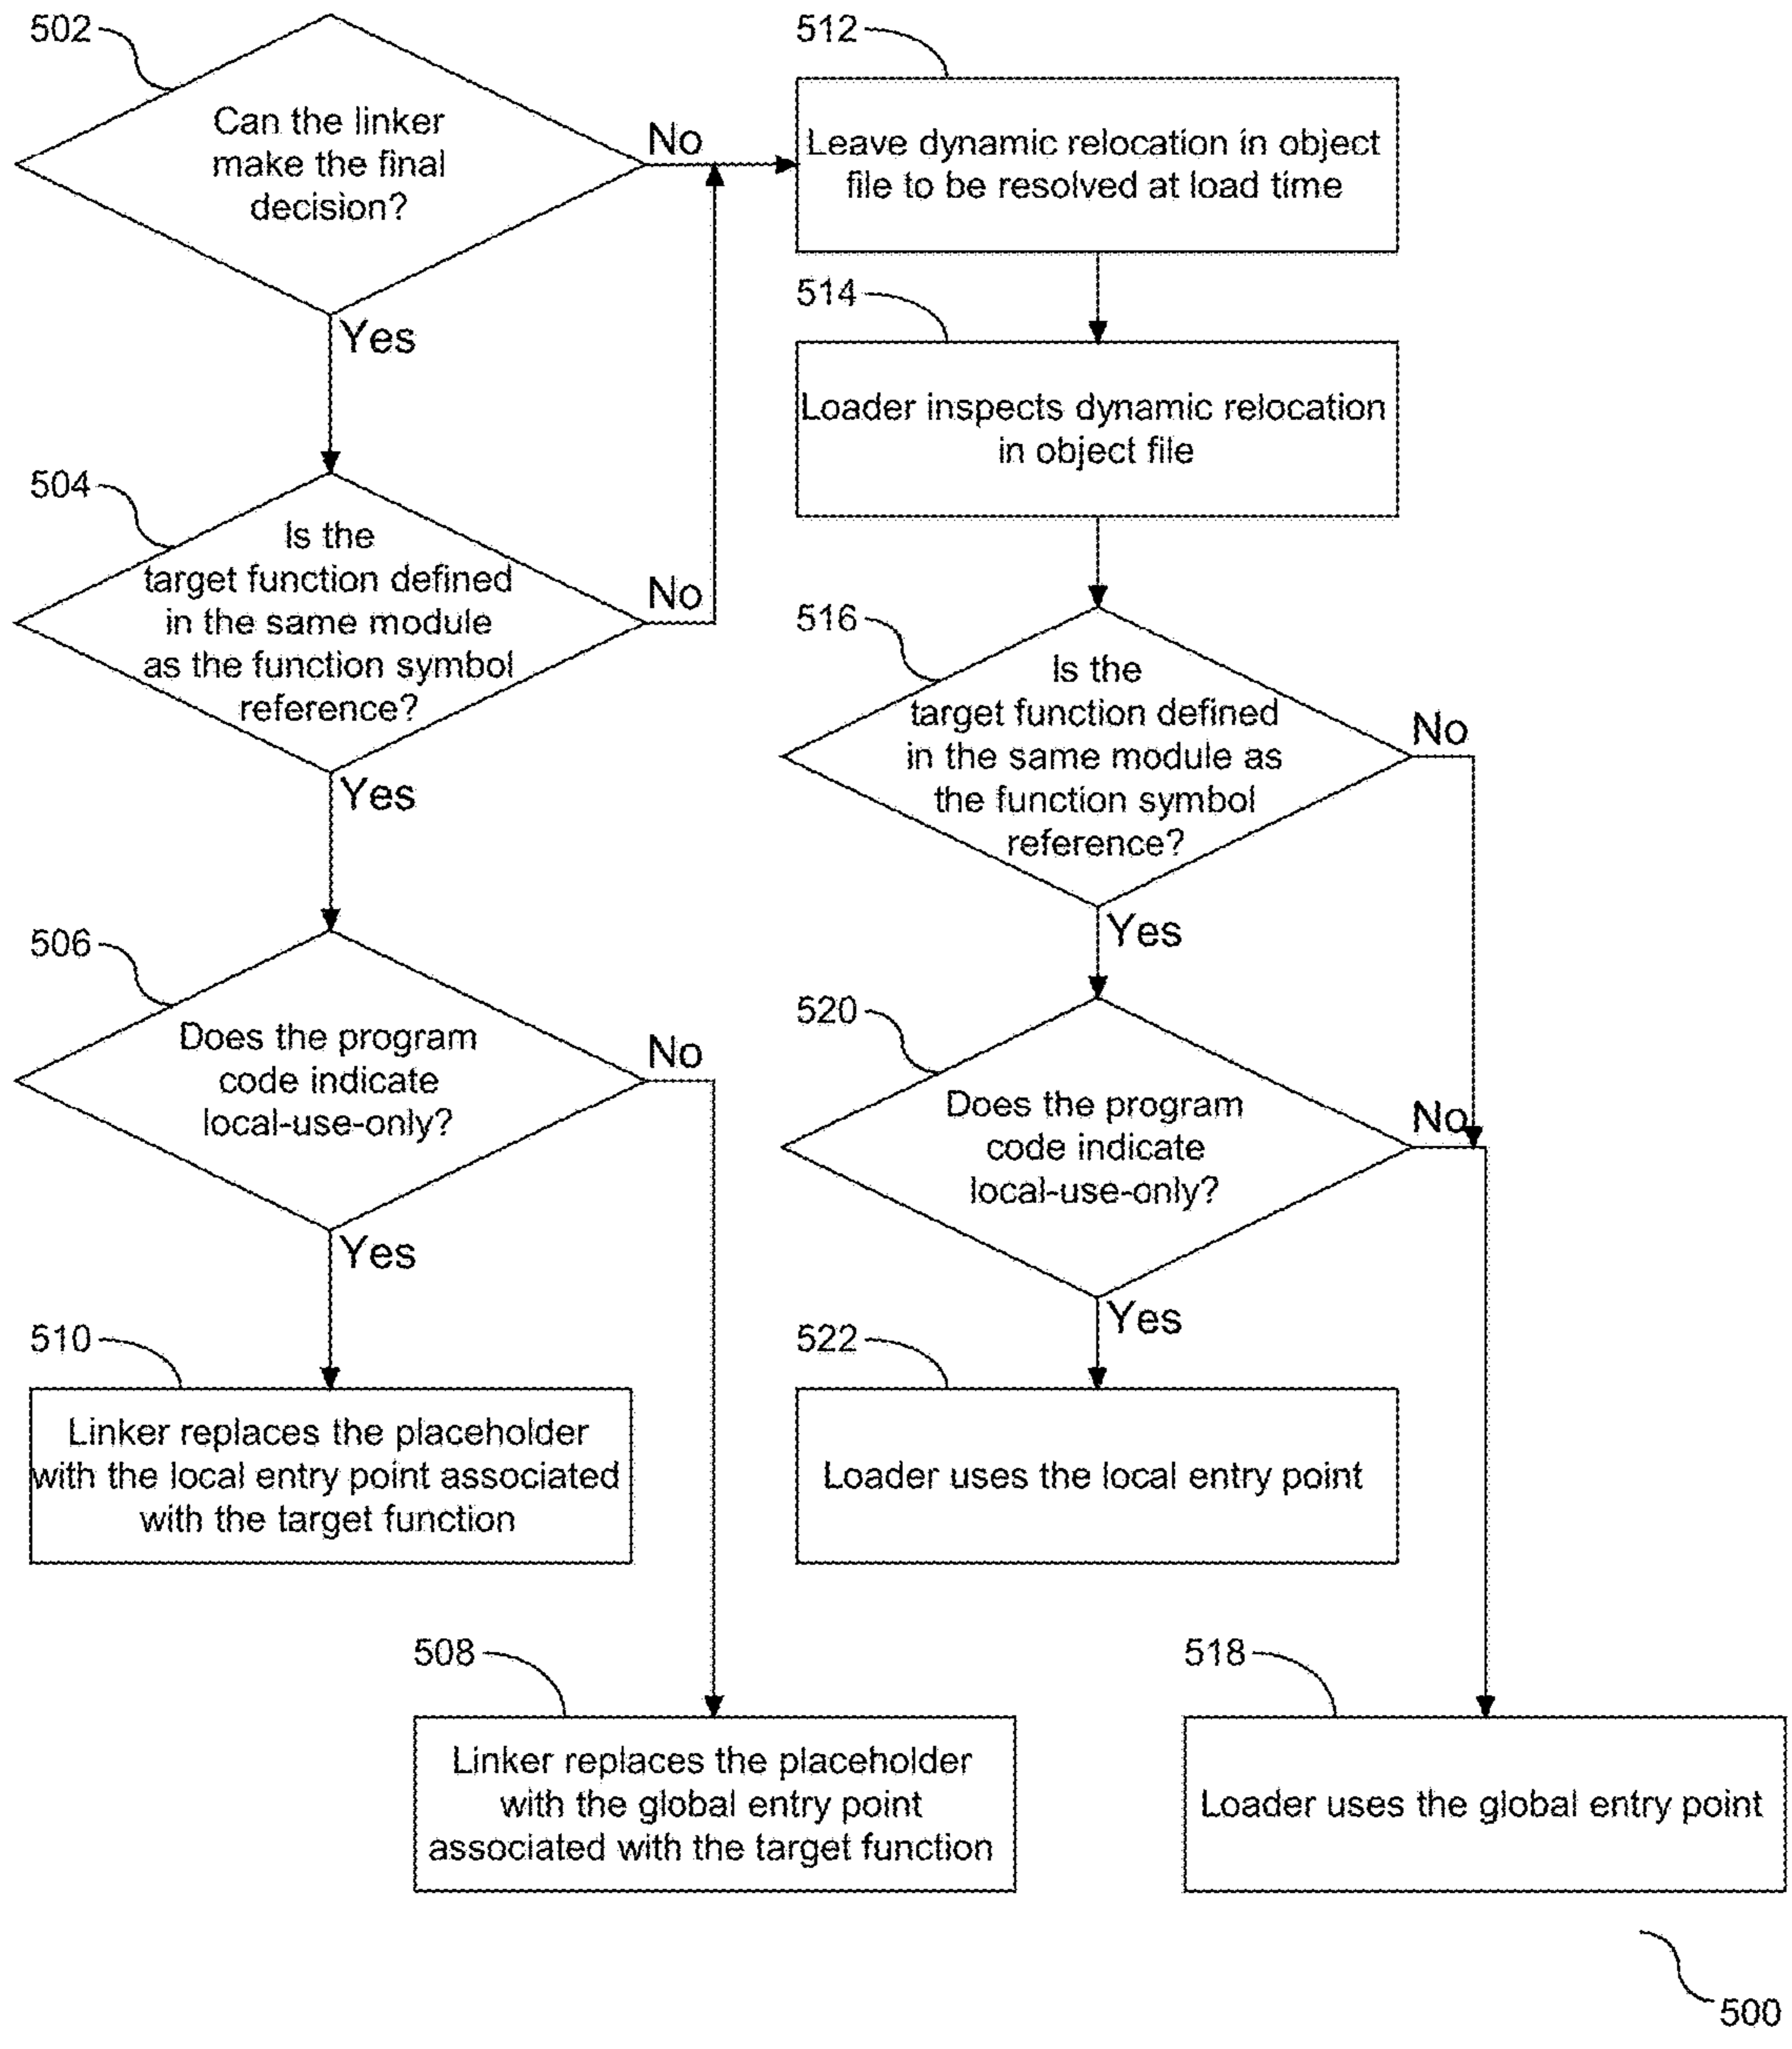 502
Can the linker
make the final
decision?
No
Yes
504
Is the
target function defined
in the same module
as the function symbol
reference?
No
Yes
506
Does the program
code indicate
local-use-only?
No
Yes
510
Linker replaces the placeholder
with the local entry point associated
with the target function
508
Linker replaces the placeholder
with the global entry point
associated with the target function
512
Leave dynamic relocation in object
file to be resolved at load time
514
Loader inspects dynamic relocation
in object file
516
Is the
target function defined
in the same module as
the function symbol
reference?
No
Yes
520
Does the program
code indicate
local-use-only?
No
Yes
522
Loader uses the local entry point
518
Loader uses the global entry point
500